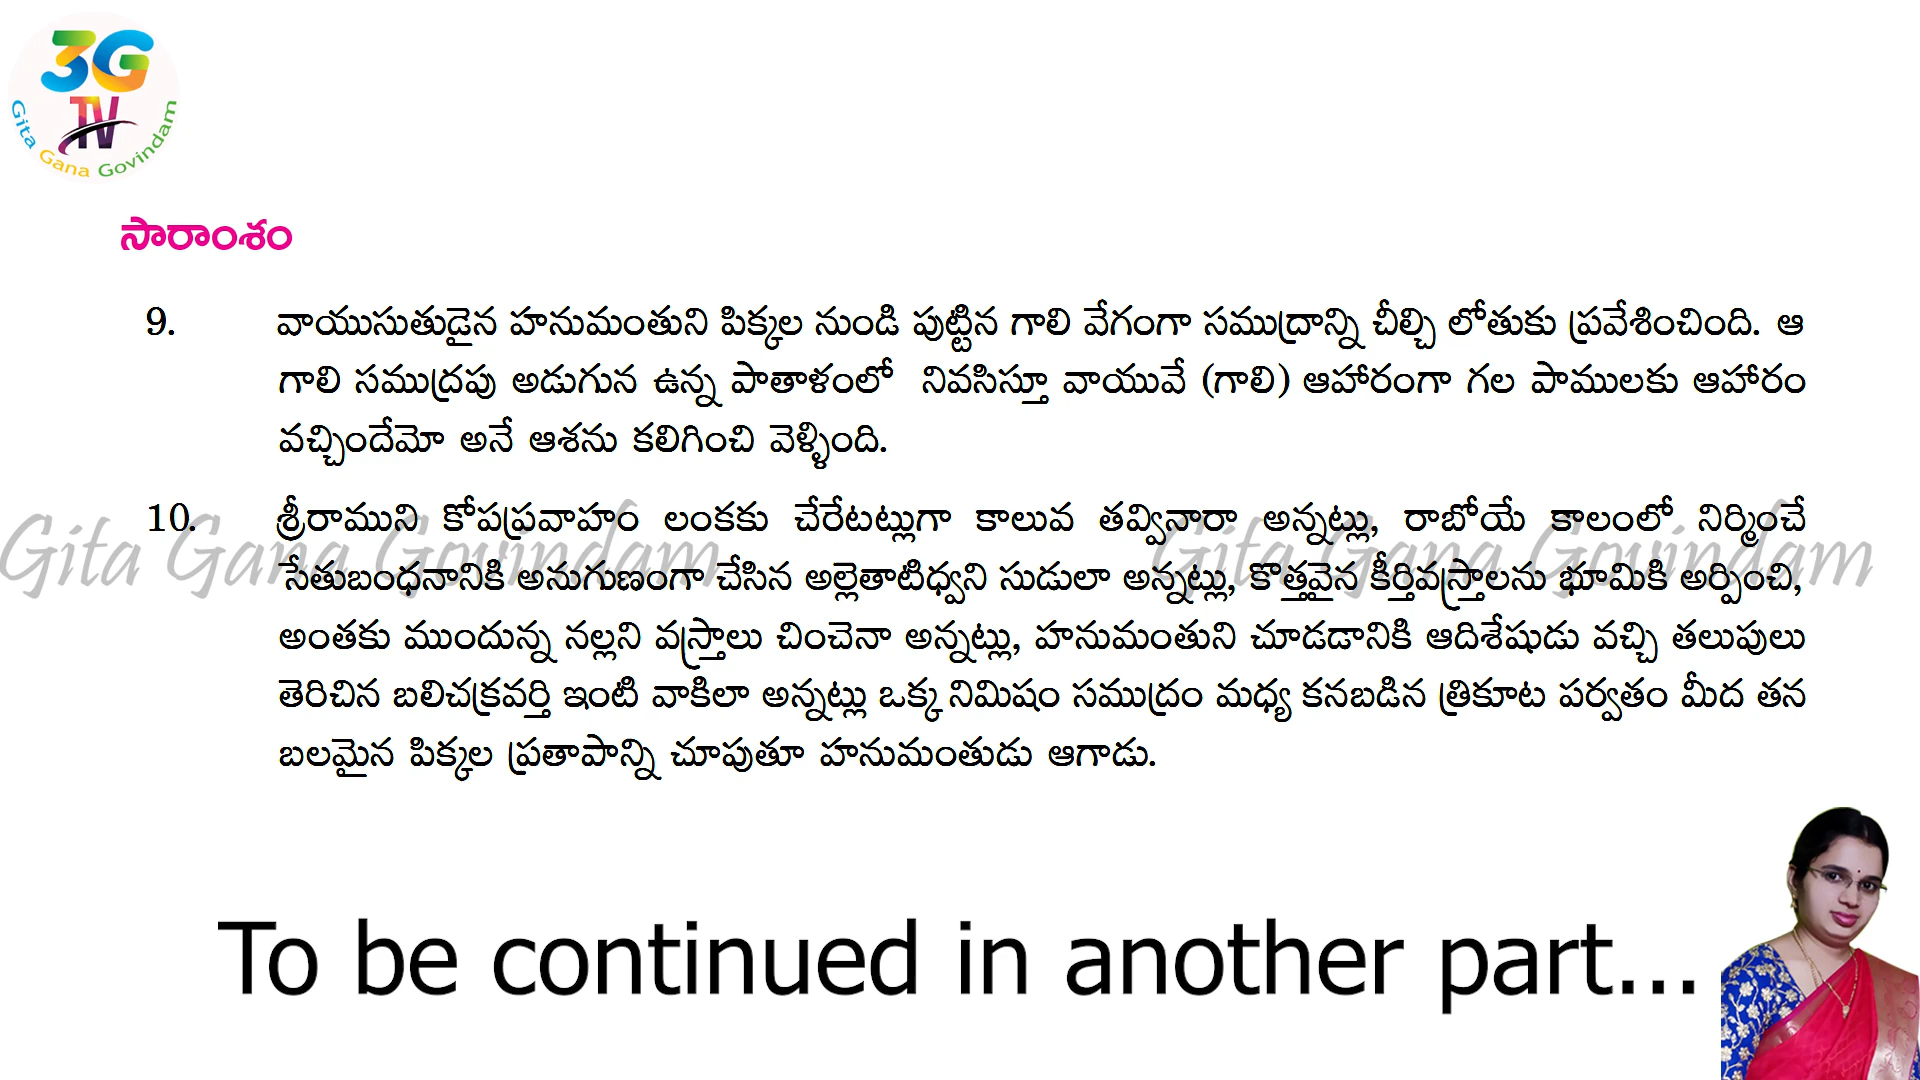 3G
TV
Gita Gana Govindam
సారాంశం
9. వాయుసుతుడైన హనుమంతుని పిక్కల నుండి పుట్టిన గాలి వేగంగా సముద్రాన్ని చీల్చి లోతుకు ప్రవేశించింది. ఆ
గాలి సముద్రపు అడుగున ఉన్న పాతాళంలో నివసిస్తూ వాయువే (గాలి) ఆహారంగా గల పాములకు ఆహారం
వచ్చిందేమో అనే ఆశను కలిగించి వెళ్ళింది.
10. శ్రీరాముని కోపప్రవాహం లంకకు చేరేటట్లుగా కాలువ తవ్వినారా అన్నట్లు, రాబోయే కాలంలో నిర్మించే
సేతుబంధనానికి అనుగుణంగా చేసిన అల్లెతాటిధ్వని సుడులా అన్నట్లు, కొత్తవైన కీర్తివస్త్రాలను భూమికి అర్పించి,
అంతకు ముందున్న నల్లని వస్త్రాలు చించెనా అన్నట్లు, హనుమంతుని చూడడానికి ఆదిశేషుడు వచ్చి తలుపులు
తెరిచిన బలిచక్రవర్తి ఇంటి వాకిలా అన్నట్లు ఒక్క నిమిషం సముద్రం మధ్య కనబడిన త్రికూట పర్వతం మీద తన
బలమైన పిక్కల ప్రతాపాన్ని చూపుతూ హనుమంతుడు ఆగాడు.
Gita Gana Govindam
Gita Gana Govindam
To be continued in another part...